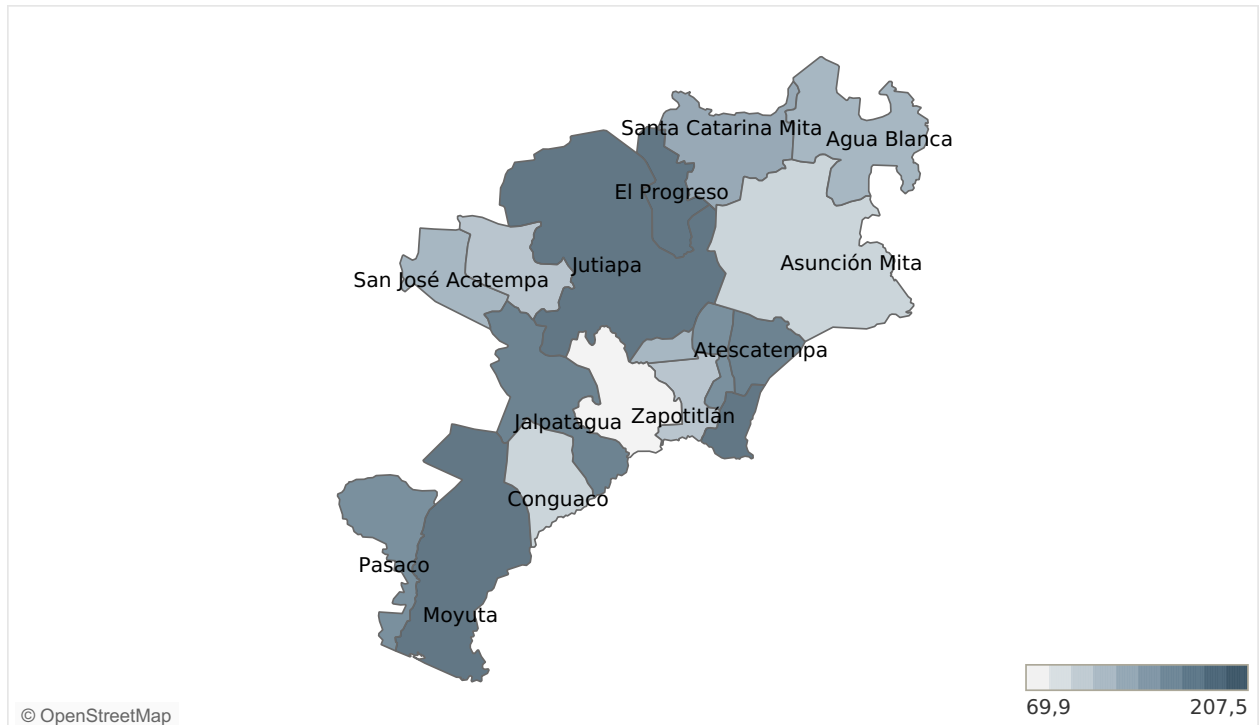 Santa Catarina Mita
Agua Blanca
El Progreso
Asunción Mita
Jutiapa
San José Acatempa
Atescatempa
Zapotitlán
Jalpatagua
Conguaco
Pasaco
Moyuta
69,9
207,5
© OpenStreetMap